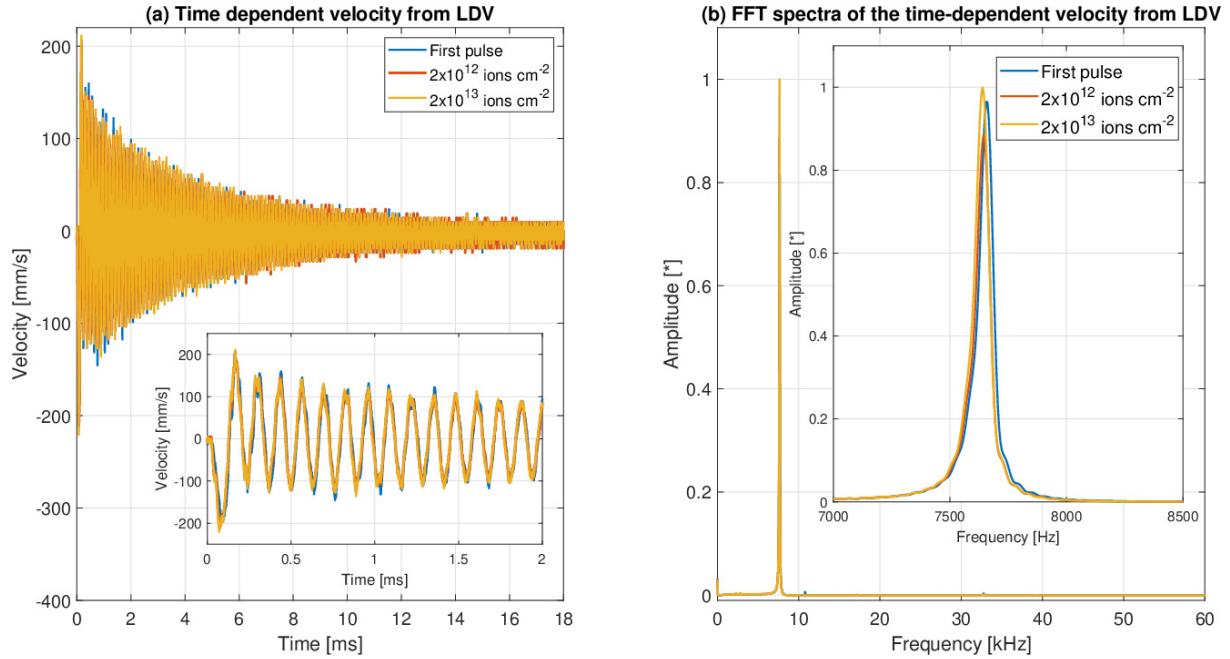 (a) Time dependent velocity from LDV
200
100
0
-100
-200
-300
-400
Velocity [mm/s]
First pulse
2x10¹² ions cm⁻²
2x10¹³ ions cm⁻²
200
100
0
-100
-200
Velocity [mm/s]
0 0.5 1 1.5 2
Time [ms]
0 2 4 6 8 10 12 14 16 18
Time [ms]
(b) FFT spectra of the time-dependent velocity from LDV
1
0.8
0.6
0.4
0.2
0
Amplitude [*]
First pulse
2x10¹² ions cm⁻²
2x10¹³ ions cm⁻²
1
0.8
0.6
0.4
0.2
0
Amplitude [*]
7000 7500 8000 8500
Frequency [Hz]
0 10 20 30 40 50 60
Frequency [kHz]